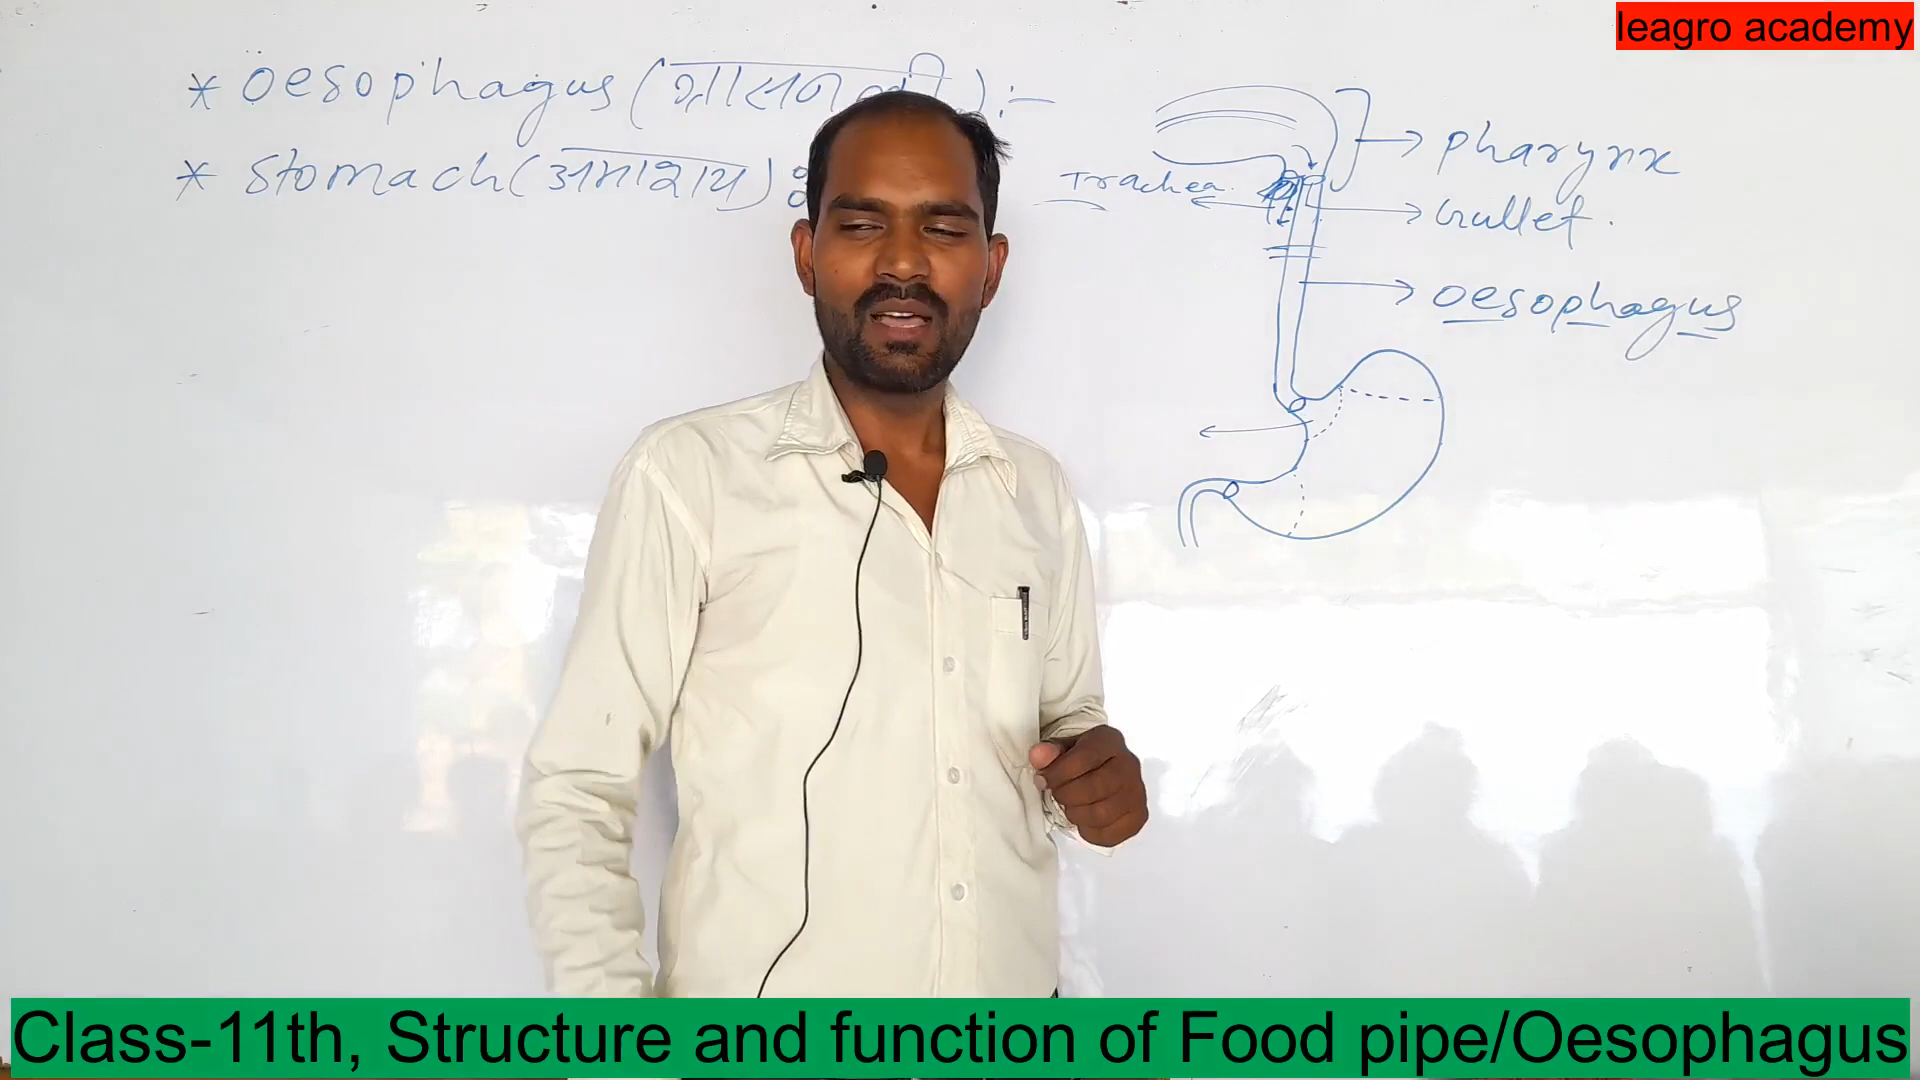 leagro academy
* oesophagus (ग्रासनली) :-
* Stomach (अमाशय)
Trachea.
pharynx
Gullet.
oesophagus
Class-11th, Structure and function of Food pipe/Oesophagus